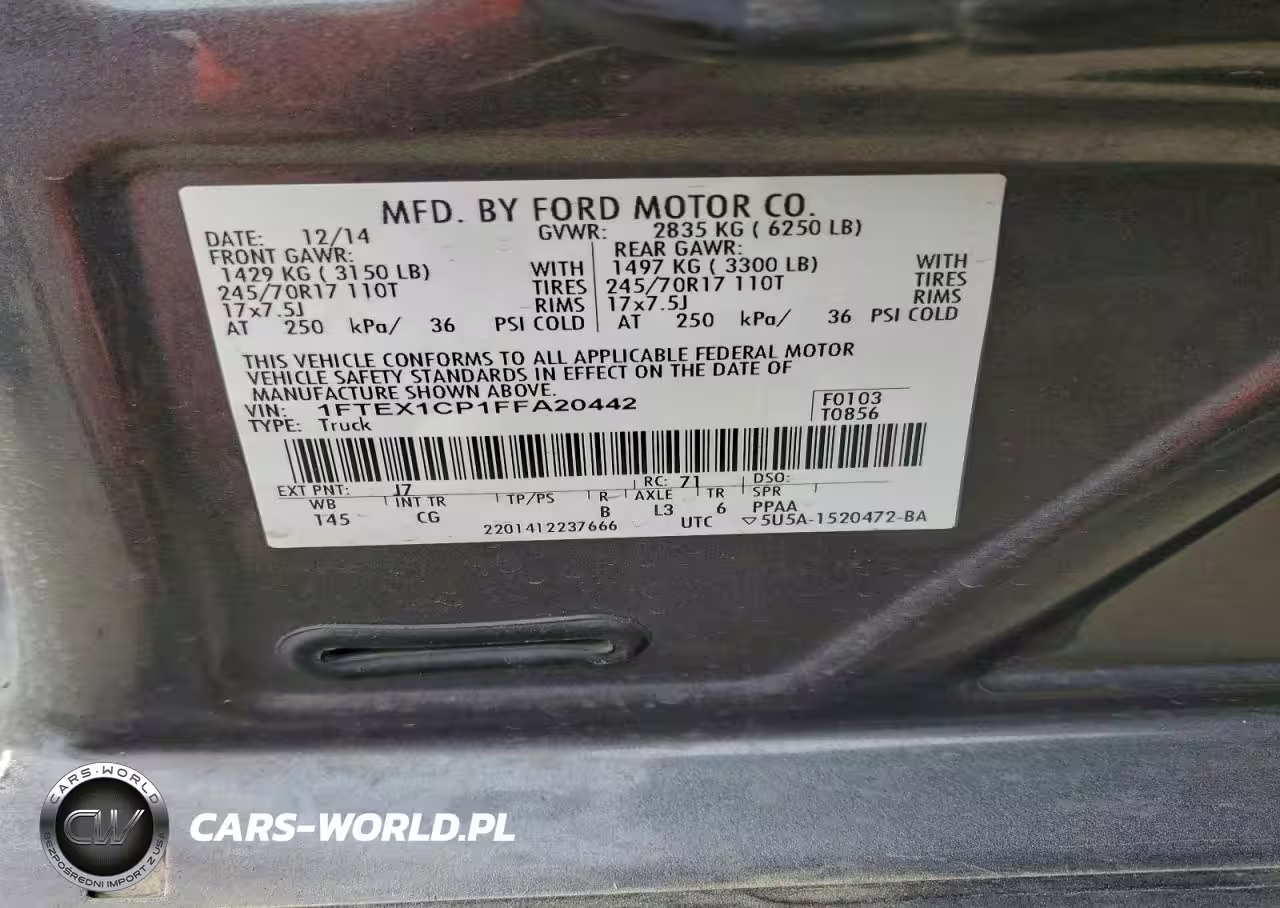 MFD. BY FORD MOTOR CO.
DATE: 12/14 GVWR: 2835 KG ( 6250 LB)
FRONT GAWR: REAR GAWR:
1429 KG ( 3150 LB) WITH 1497 KG ( 3300 LB) WITH
245/70R17 110T TIRES 245/70R17 110T TIRES
17x7.5J RIMS 17x7.5J RIMS
AT 250 kPa/ 36 PSI COLD AT 250 kPa/ 36 PSI COLD
THIS VEHICLE CONFORMS TO ALL APPLICABLE FEDERAL MOTOR
VEHICLE SAFETY STANDARDS IN EFFECT ON THE DATE OF
MANUFACTURE SHOWN ABOVE.
VIN: 1FTEX1CP1FFA20442 F0103
TYPE: Truck T0856
EXT PNT: J7 RC: 71 DSO:
WB INT TR TP/PS R AXLE TR SPR
T45 CG B L3 6 PPAA
2201412237666 UTC ▽5U5A-1520472-BA
CARS-WORLD
CW
BEZPOŚREDNI IMPORT Z USA
CARS-WORLD.PL